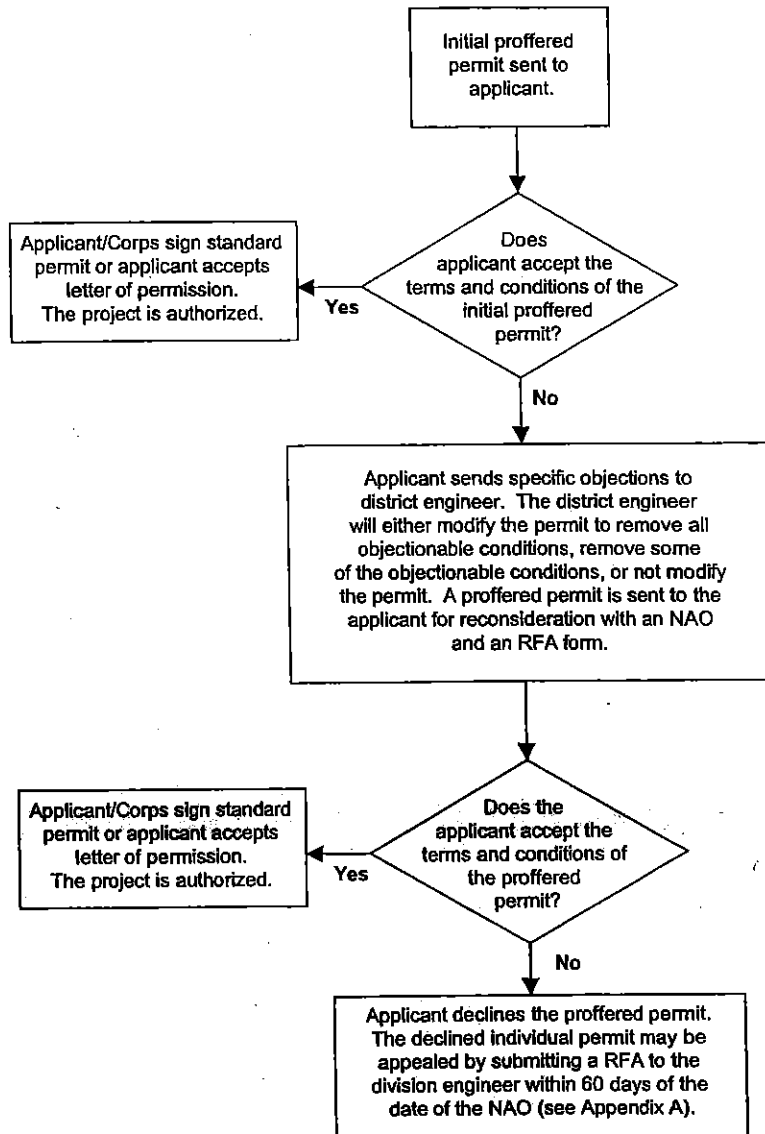 Initial proffered
permit sent to
applicant.
Does
applicant accept the
terms and conditions of the
initial proffered
permit?
Applicant/Corps sign standard
permit or applicant accepts
letter of permission.
The project is authorized.
Yes
No
Applicant sends specific objections to
district engineer. The district engineer
will either modify the permit to remove all
objectionable conditions, remove some
of the objectionable conditions, or not modify
the permit. A proffered permit is sent to the
applicant for reconsideration with an NAO
and an RFA form.
Does the
applicant accept the
terms and conditions of
the proffered
permit?
Applicant/Corps sign standard
permit or applicant accepts
letter of permission.
The project is authorized.
Yes
No
Applicant declines the proffered permit.
The declined individual permit may be
appealed by submitting a RFA to the
division engineer within 60 days of the
date of the NAO (see Appendix A).